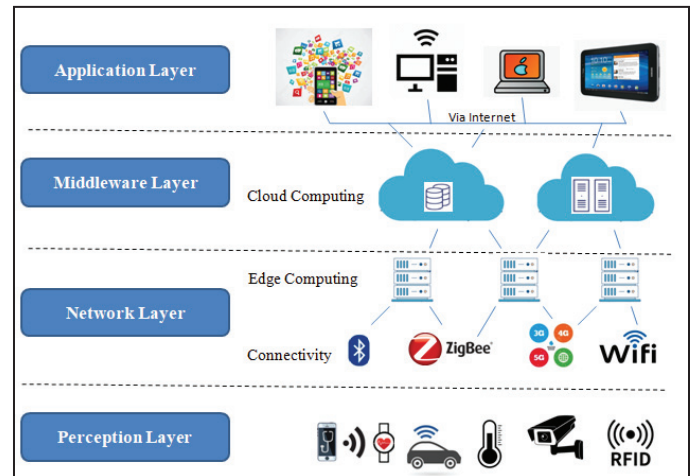 Application Layer
Via Internet
Middleware Layer
Cloud Computing
Edge Computing
Network Layer
Connectivity
ZigBee®
3G
4G
5G
Wifi
Perception Layer
RFID